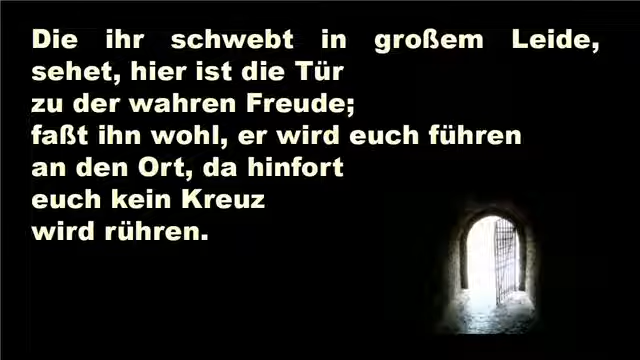 Die ihr schwebt in großem Leide,
sehet, hier ist die Tür
zu der wahren Freude;
faßt ihn wohl, er wird euch führen
an den Ort, da hinfort
euch kein Kreuz
wird rühren.